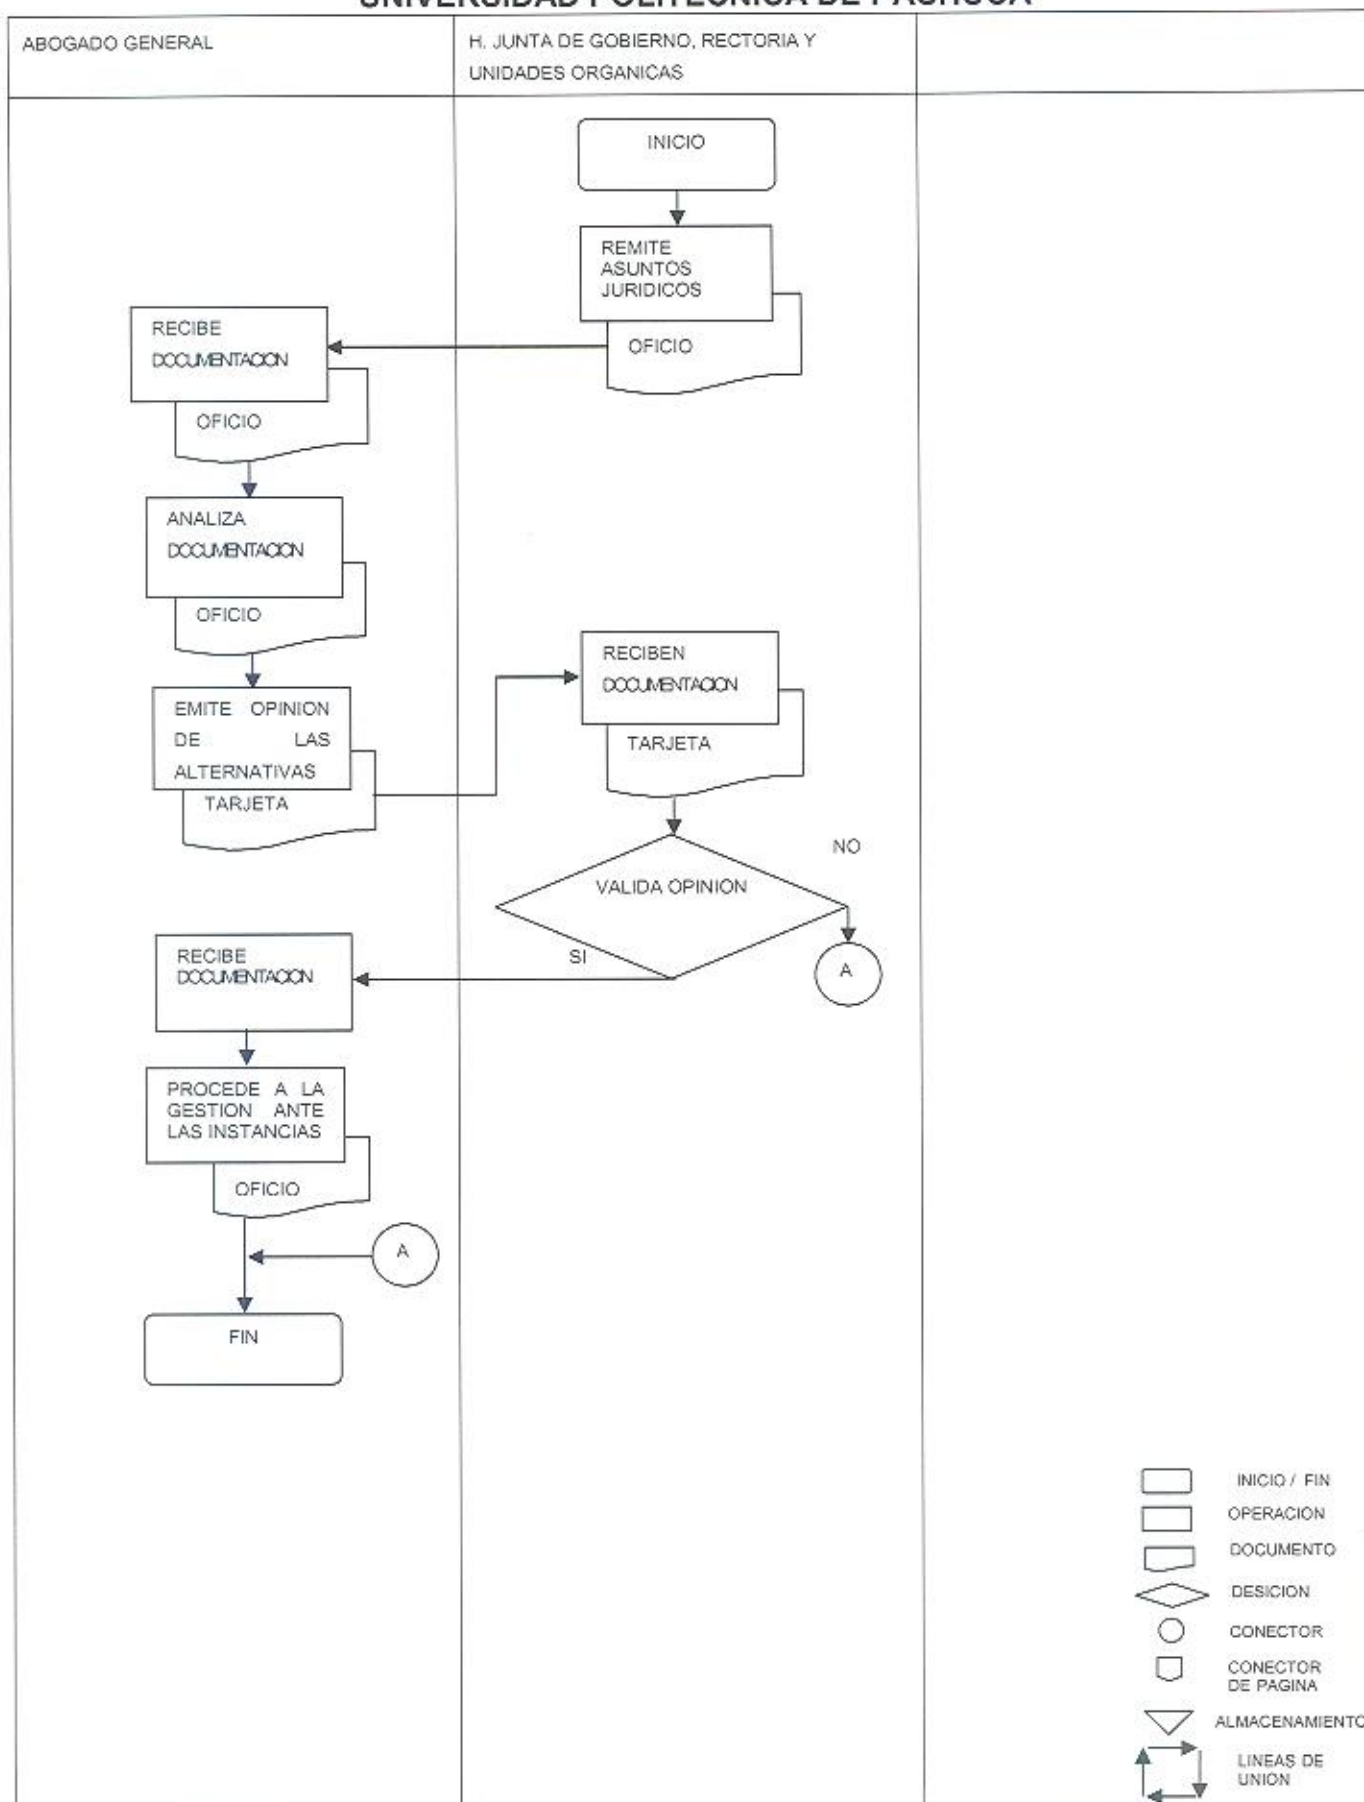 UNIVERSIDAD POLITECNICA DE PACHUCA
ABOGADO GENERAL
H. JUNTA DE GOBIERNO, RECTORIA Y
UNIDADES ORGANICAS
INICIO
REMITE
ASUNTOS
JURIDICOS
OFICIO
RECIBE
DOCUMENTACION
OFICIO
ANALIZA
DOCUMENTACION
OFICIO
EMITE OPINION
DE LAS
ALTERNATIVAS
TARJETA
RECIBEN
DOCUMENTACION
TARJETA
VALIDA OPINION
NO
A
SI
RECIBE
DOCUMENTACION
PROCEDE A LA
GESTION ANTE
LAS INSTANCIAS
OFICIO
A
FIN
INICIO / FIN
OPERACION
DOCUMENTO
DESICION
CONECTOR
CONECTOR
DE PAGINA
ALMACENAMIENTO
LINEAS DE
UNION